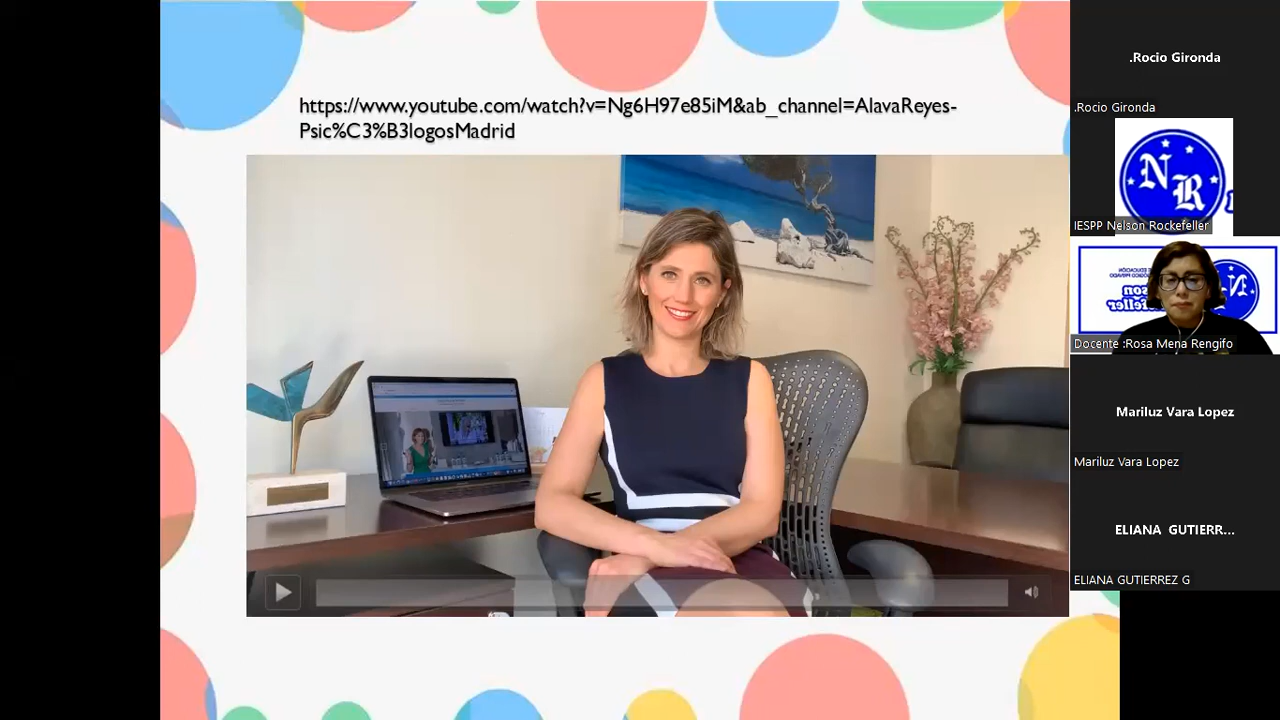 https://www.youtube.com/watch?v=Ng6H97e85iM&ab_channel=AlavaReyes-
Psic%C3%B3logosMadrid
.Rocio Gironda
.Rocio Gironda
N R
IESPP Nelson Rockefeller
Docente :Rosa Mena Rengifo
Mariluz Vara Lopez
Mariluz Vara Lopez
ELIANA GUTIERR...
ELIANA GUTIERREZ G